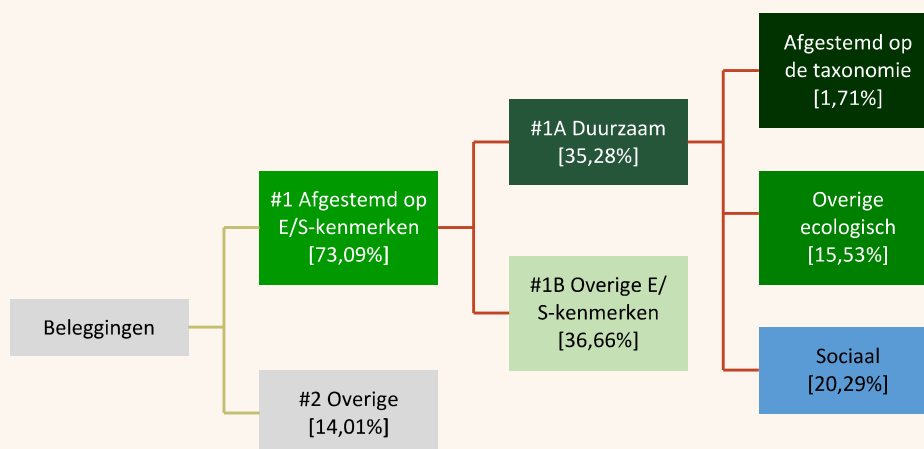 Beleggingen
#1 Afgestemd op
E/S-kenmerken
[73,09%]
#2 Overige
[14,01%]
#1A Duurzaam
[35,28%]
#1B Overige E/
S-kenmerken
[36,66%]
Afgestemd op
de taxonomie
[1,71%]
Overige
ecologisch
[15,53%]
Sociaal
[20,29%]